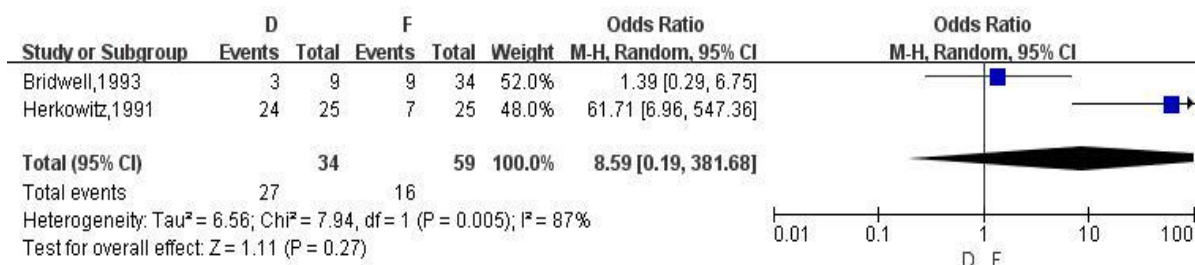 D F Odds Ratio Odds Ratio
Study or Subgroup Events Total Events Total Weight M-H, Random, 95% CI M-H, Random, 95% CI
Bridwell,1993 3 9 9 34 52.0% 1.39 [0.29, 6.75]
Herkowitz,1991 24 25 7 25 48.0% 61.71 [6.96, 547.36]
Total (95% CI) 34 59 100.0% 8.59 [0.19, 381.68]
Total events 27 16
Heterogeneity: Tau² = 6.56; Chi² = 7.94, df = 1 (P = 0.005); I² = 87%
Test for overall effect: Z = 1.11 (P = 0.27)
0.01 0.1 1 10 100
D F